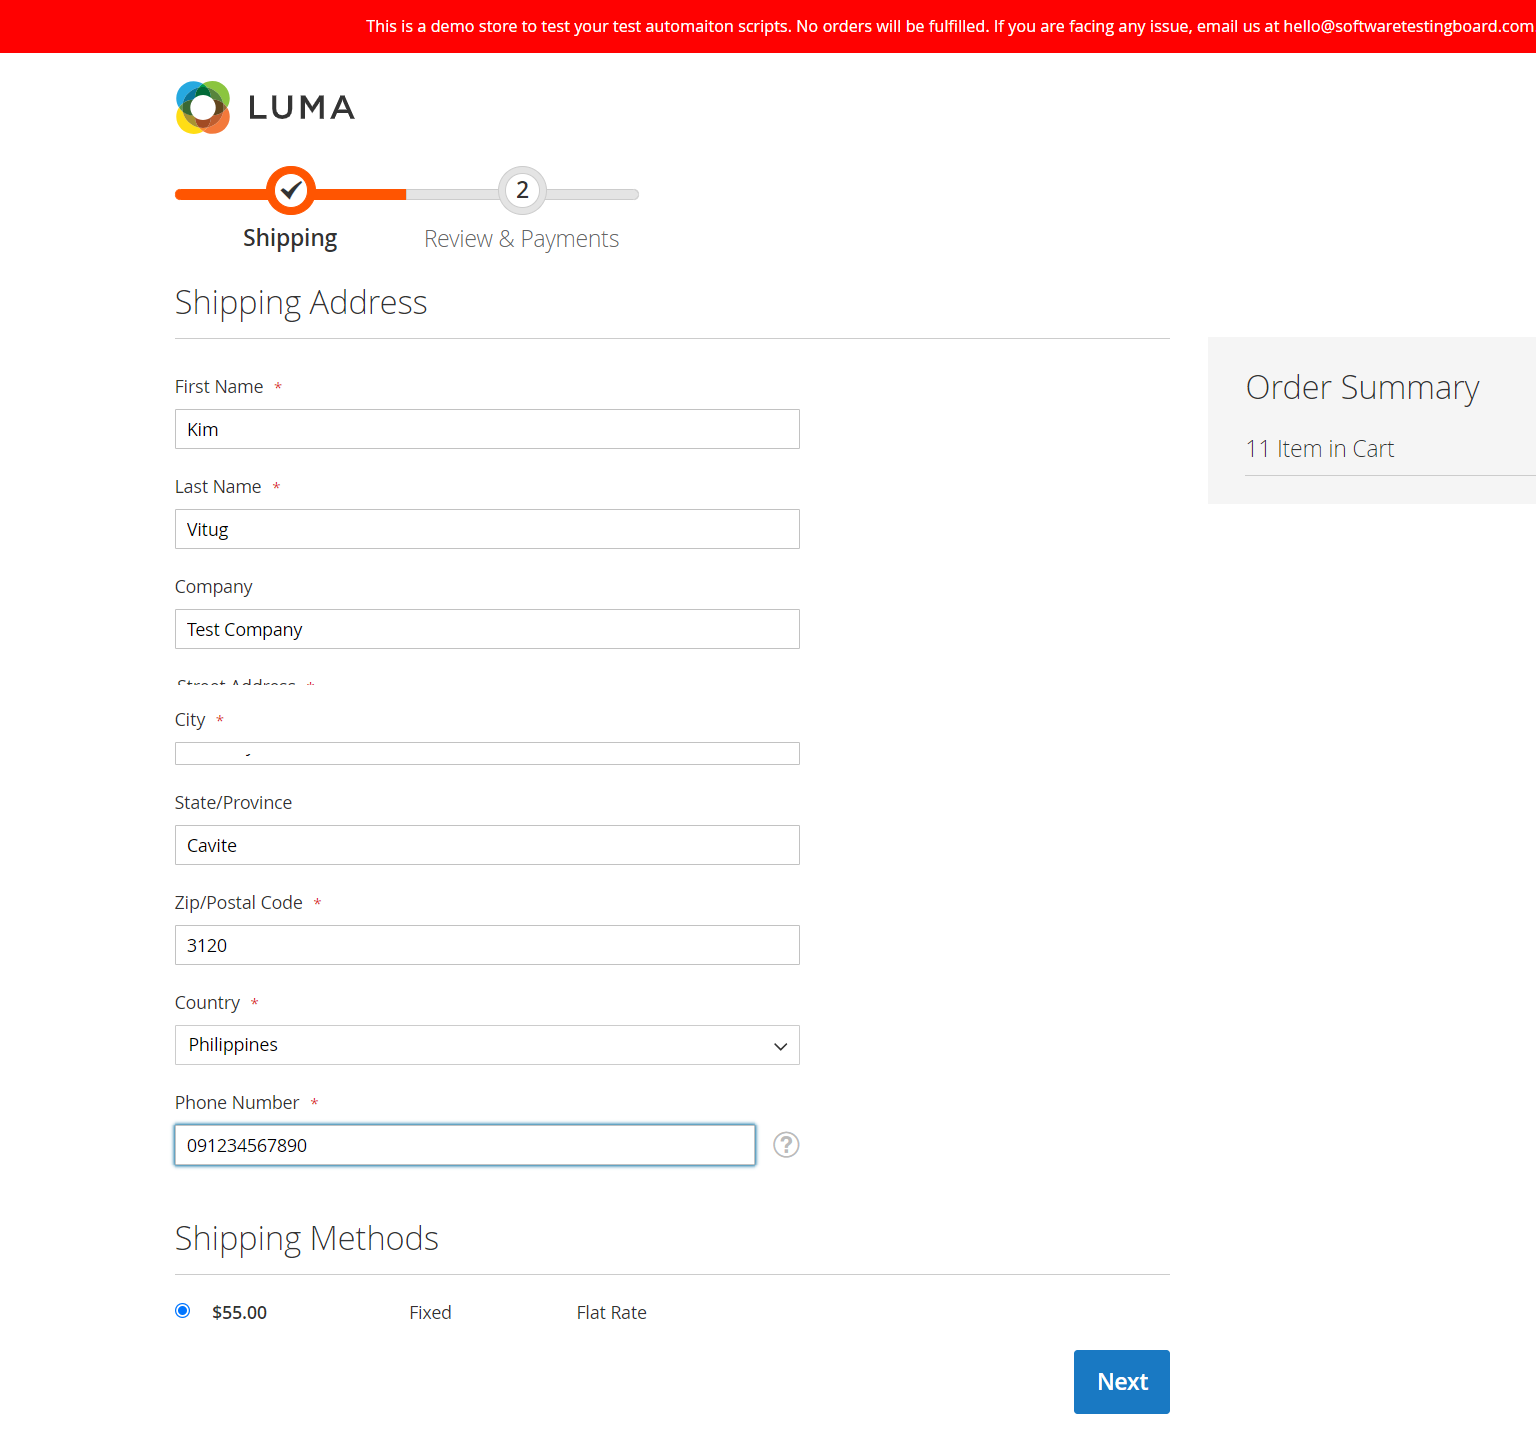 This is a demo store to test your test automaiton scripts. No orders will be fulfilled. If you are facing any issue, email us at hello@softwaretestingboard.com
LUMA
2
Shipping
Review & Payments
Shipping Address
First Name *
Kim
Order Summary
11 Item in Cart
Last Name *
Vitug
Company
Test Company
Street Address *
City *
State/Province
Cavite
Zip/Postal Code *
3120
Country *
Philippines
Phone Number *
091234567890
?
Shipping Methods
$55.00 Fixed Flat Rate
Next